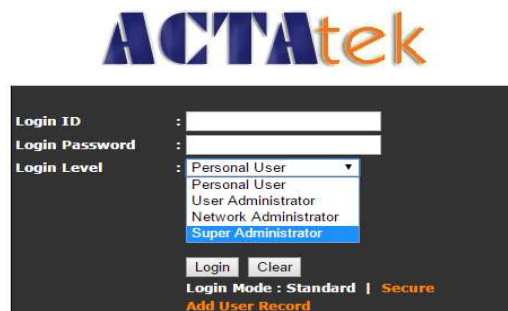 ACTAtek
Login ID :
Login Password :
Login Level : Personal User
Personal User
User Administrator
Network Administrator
Super Administrator
Login Clear
Login Mode : Standard | Secure
Add User Record